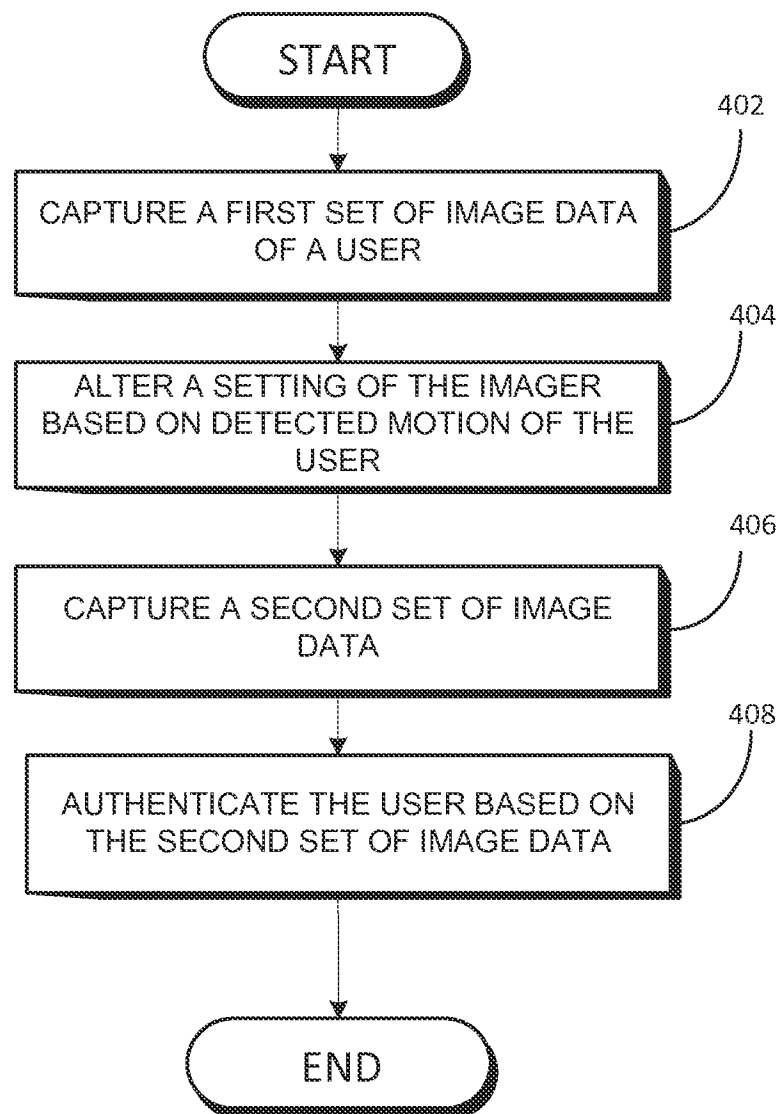 START
402
CAPTURE A FIRST SET OF IMAGE DATA
OF A USER
404
ALTER A SETTING OF THE IMAGER
BASED ON DETECTED MOTION OF THE
USER
406
CAPTURE A SECOND SET OF IMAGE
DATA
408
AUTHENTICATE THE USER BASED ON
THE SECOND SET OF IMAGE DATA
END